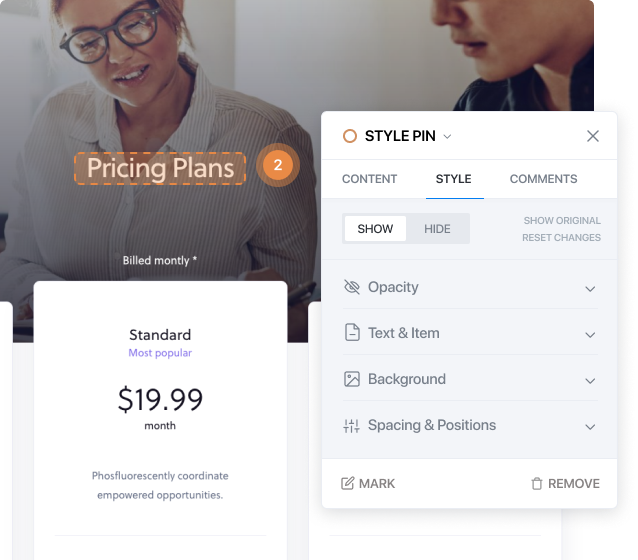 Pricing Plans
2
Billed montly *
Standard
Most popular
$19.99
month
Phosfluorescently coordinate
empowered opportunities.
STYLE PIN
CONTENT STYLE COMMENTS
SHOW HIDE
SHOW ORIGINAL
RESET CHANGES
Opacity
Text & Item
Background
Spacing & Positions
MARK REMOVE